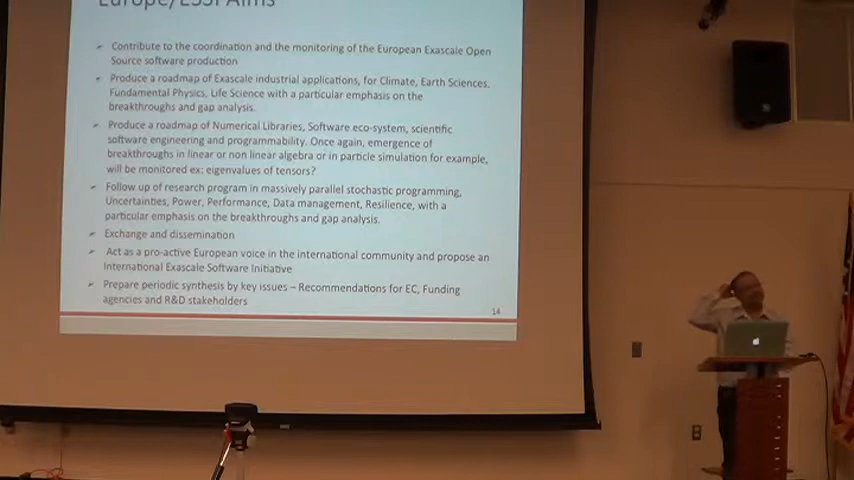 Europe/ESSI Aims
Contribute to the coordination and the monitoring of the European Exascale Open
Source software production
Produce a roadmap of Exascale industrial applications, for Climate, Earth Sciences,
Fundamental Physics, Life Science with a particular emphasis on the
breakthroughs and gap analysis.
Produce a roadmap of Numerical Libraries, Software eco-system, scientific
software engineering and programmability. Once again, emergence of
breakthroughs in linear or non linear algebra or in particle simulation for example,
will be monitored ex: eigenvalues of tensors?
Follow up of research program in massively parallel stochastic programming,
Uncertainties, Power, Performance, Data management, Resilience, with a
particular emphasis on the breakthroughs and gap analysis.
Exchange and dissemination
Act as a pro-active European voice in the international community and propose an
International Exascale Software Initiative
Prepare periodic synthesis by key issues – Recommendations for EC, Funding
agencies and R&D stakeholders
14